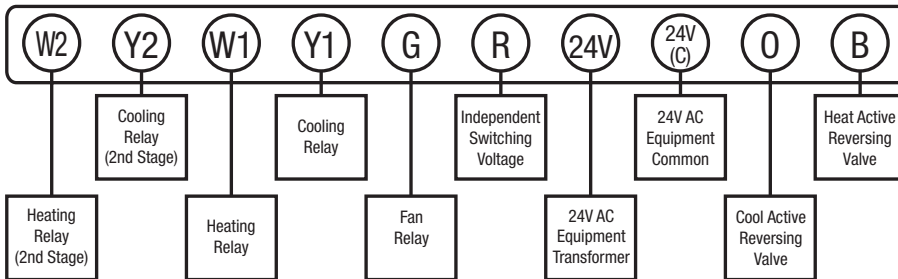 W2 Y2 W1 Y1 G R 24V 24V (C) O B
Cooling
Relay
(2nd Stage)
Cooling
Relay
Independent
Switching
Voltage
24V AC
Equipment
Common
Heat Active
Reversing
Valve
Heating
Relay
(2nd Stage)
Heating
Relay
Fan
Relay
24V AC
Equipment
Transformer
Cool Active
Reversing
Valve